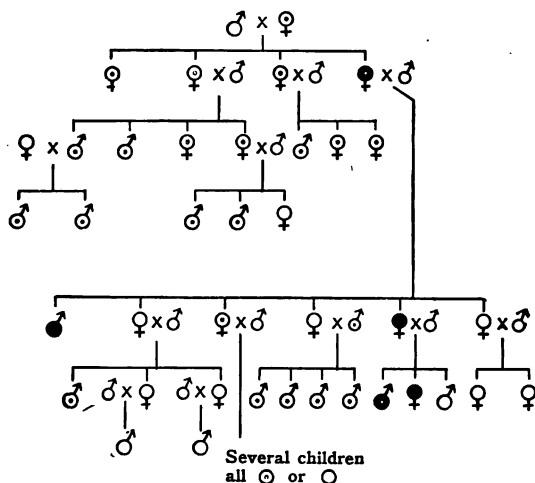 Several children
all ⊙ or ○